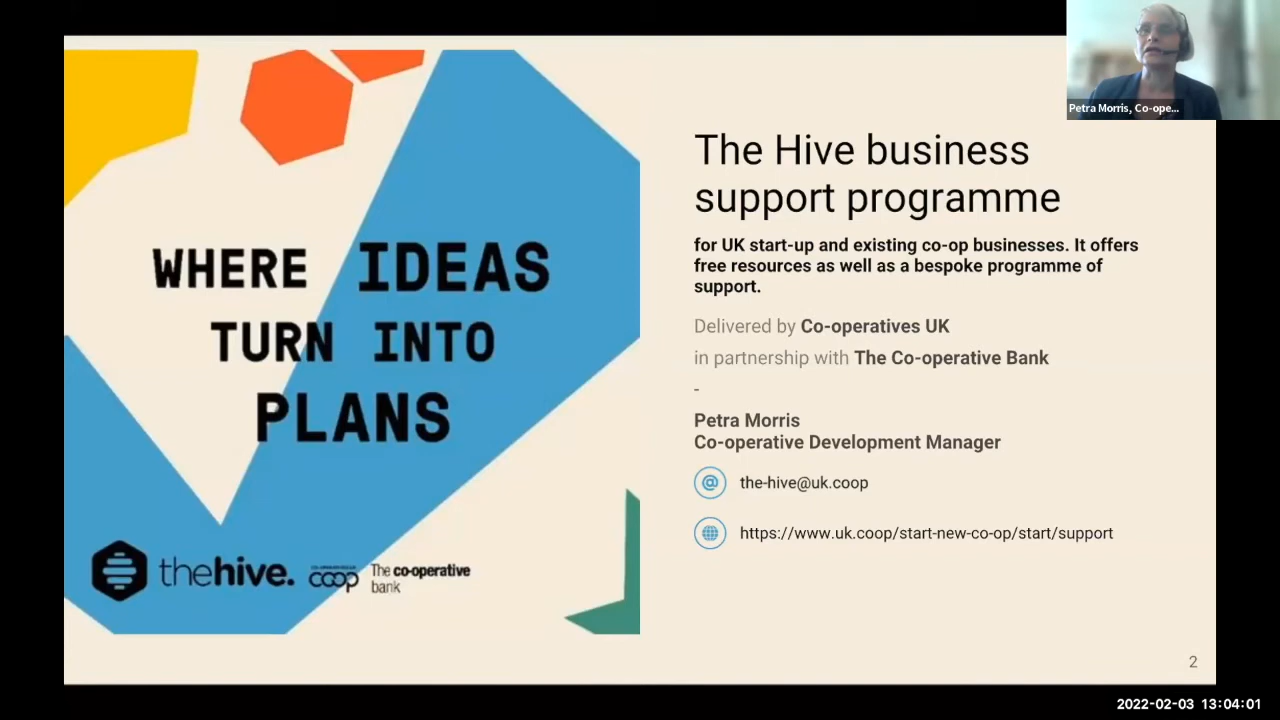 Petra Morris, Co-ope...
WHERE IDEAS
TURN INTO
PLANS
thehive.
coop
The co-operative
bank
The Hive business
support programme
for UK start-up and existing co-op businesses. It offers
free resources as well as a bespoke programme of
support.
Delivered by Co-operatives UK
in partnership with The Co-operative Bank
-
Petra Morris
Co-operative Development Manager
@
the-hive@uk.coop
https://www.uk.coop/start-new-co-op/start/support
2
2022-02-03 13:04:01